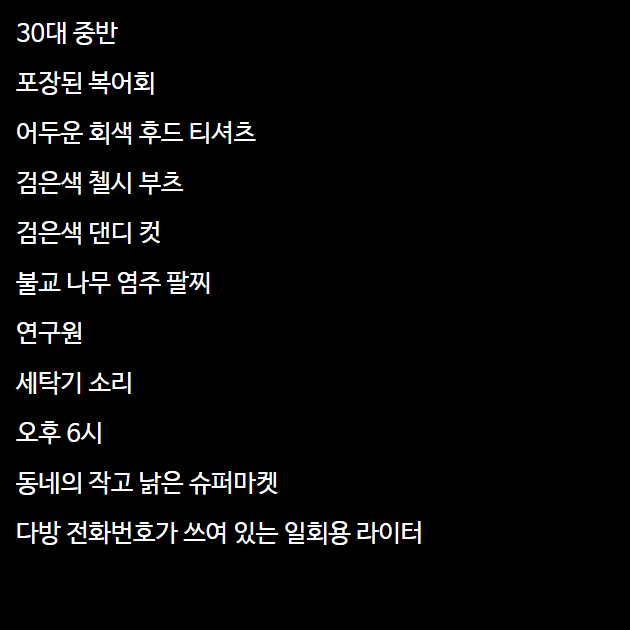 30대 중반
포장된 복어회
어두운 회색 후드 티셔츠
검은색 첼시 부츠
검은색 댄디 컷
불교 나무 염주 팔찌
연구원
세탁기 소리
오후 6시
동네의 작고 낡은 슈퍼마켓
다방 전화번호가 쓰여 있는 일회용 라이터